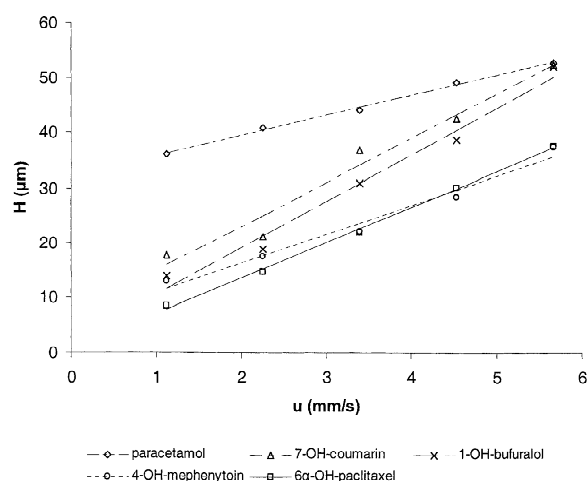 60
50
40
30
20
10
0
H (µm)
0 1 2 3 4 5 6
u (mm/s)
paracetamol 7-OH-coumarin 1-OH-bufuralol
4-OH-mephenytoin 6α-OH-paclitaxel